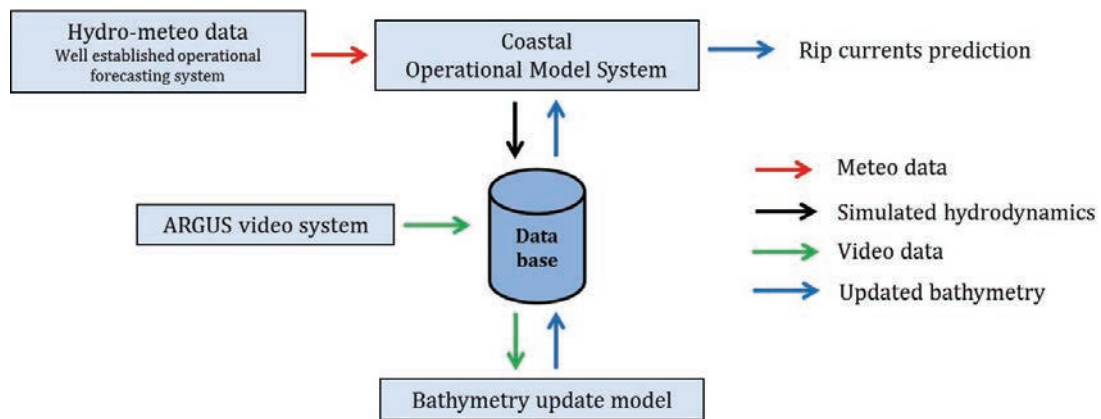 Hydro-meteo data
Well established operational
forecasting system
Coastal
Operational Model System
Rip currents prediction
ARGUS video system
Data
base
Bathymetry update model
Meteo data
Simulated hydrodynamics
Video data
Updated bathymetry